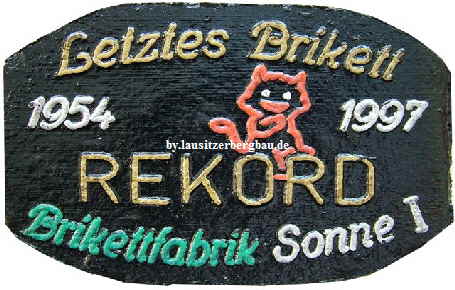 Letztes Brikett
1954 1997
by.lausitzerbergbau.de
REKORD
Brikettfabrik Sonne I